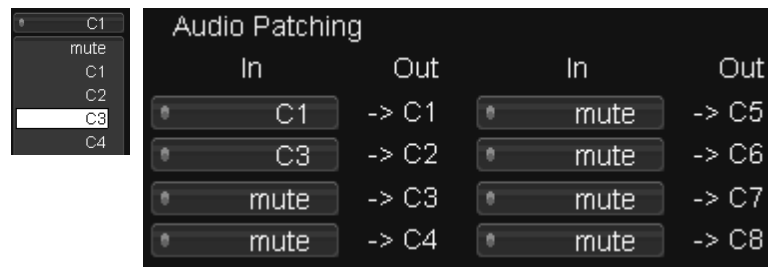 C1
mute
C1
C2
C3
C4
Audio Patching
In Out In Out
C1 -> C1 mute -> C5
C3 -> C2 mute -> C6
mute -> C3 mute -> C7
mute -> C4 mute -> C8